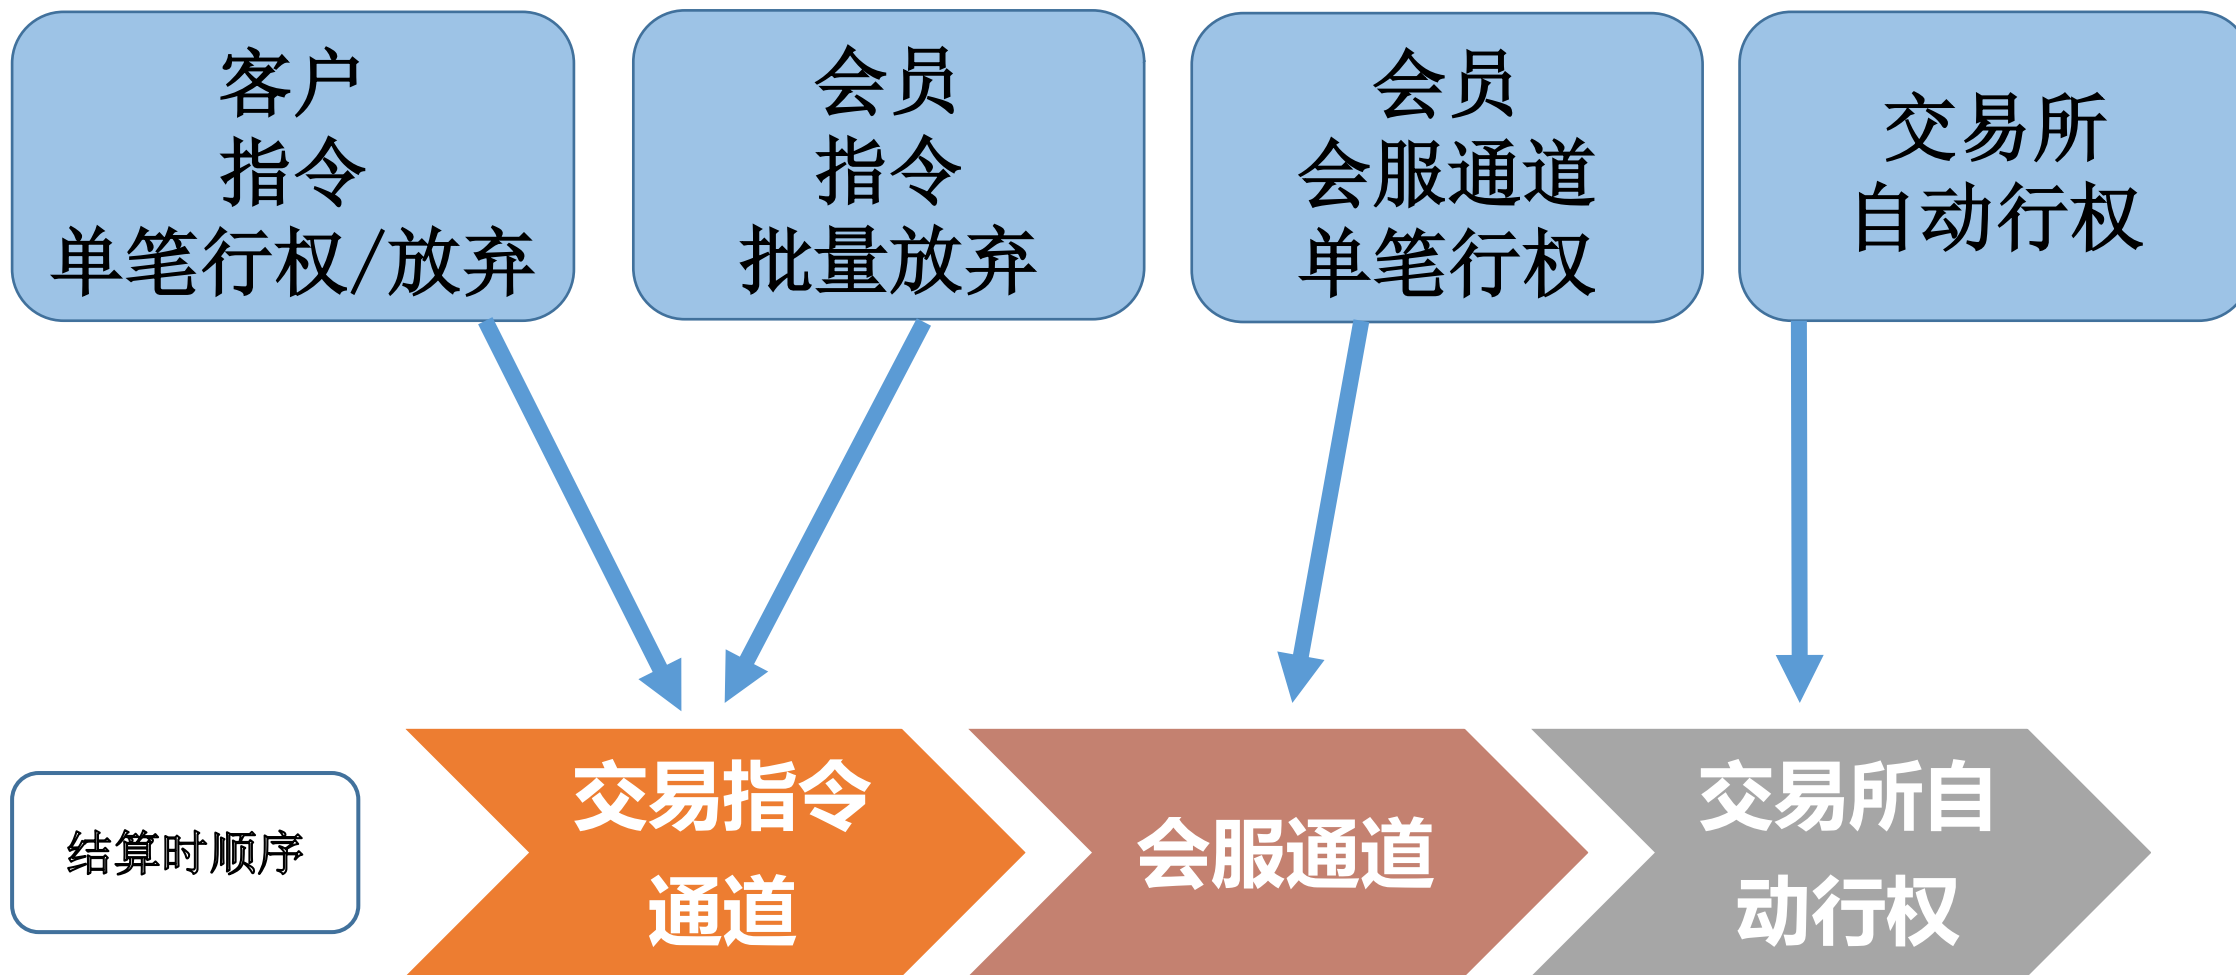 客户
指令
单笔行权/放弃
会员
指令
批量放弃
会员
会服通道
单笔行权
交易所
自动行权
结算时顺序
交易指令
通道
会服通道
交易所自
动行权